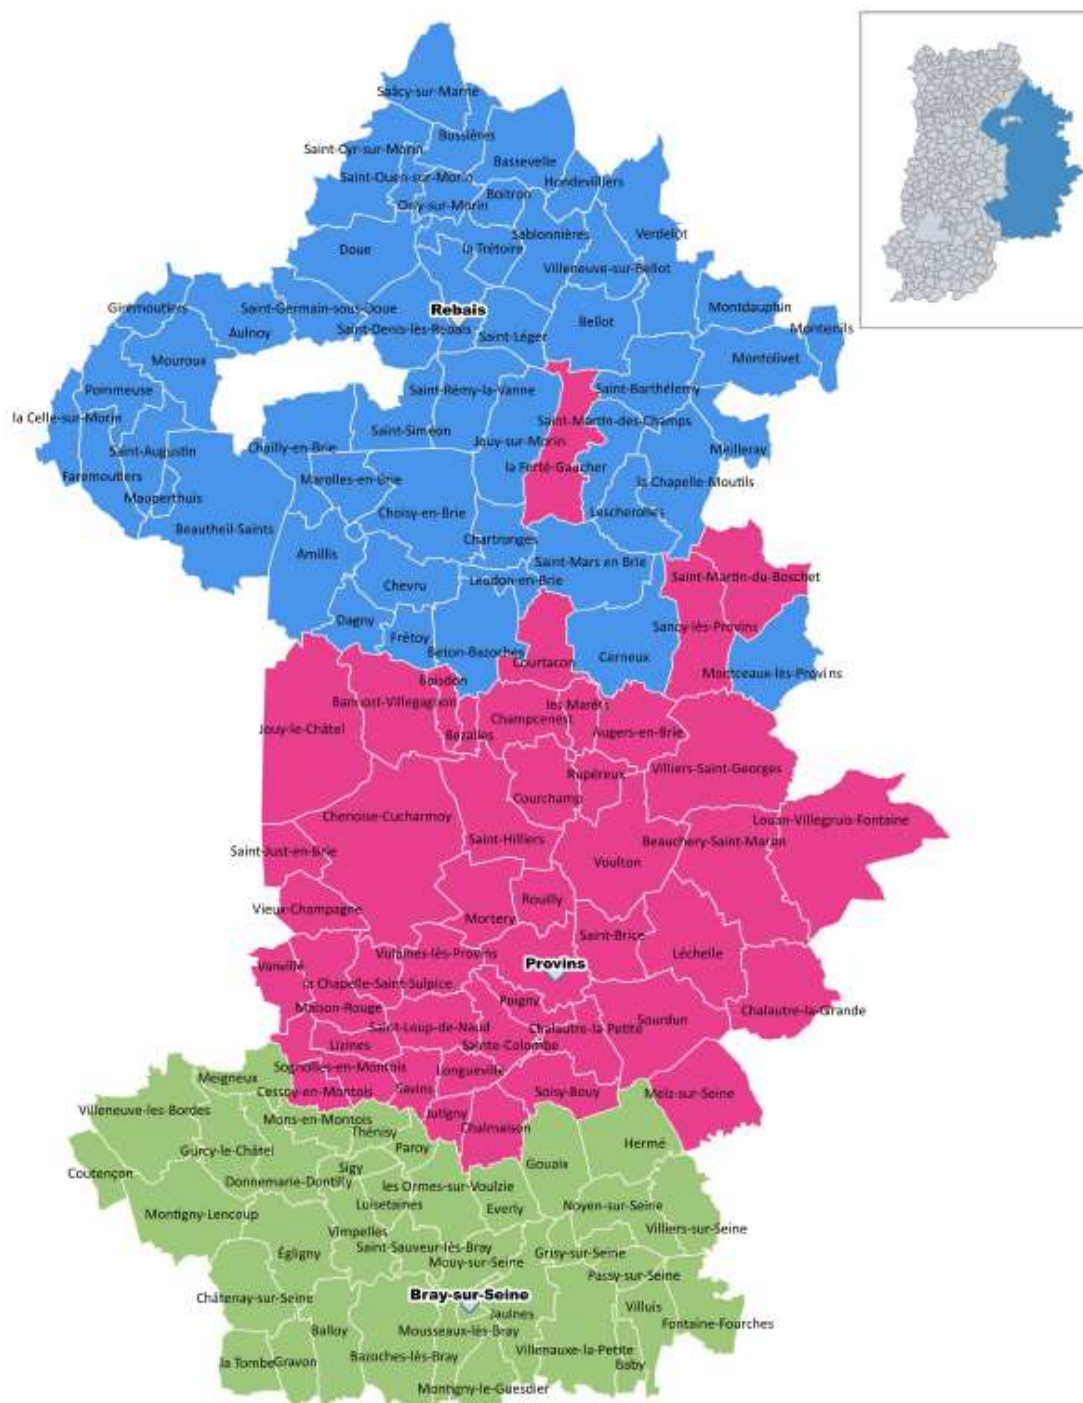 Saâcy-sur-Marne
Bussières
Saint-Cyr-sur-Morin
Bassevelle
Saint-Ouen-sur-Morin
Hondevilliers
Boitron
Orly-sur-Morin
Sablonnières
Verdelot
Doue
la Trétoire
Villeneuve-sur-Bellot
Giremoutiers
Saint-Germain-sous-Doue
Rebais
Montdauphin
Aulnoy
Saint-Denis-lès-Rebais
Saint-Léger
Bellot
Montenils
Mouroux
Montolivet
Pommeuse
Saint-Rémy-la-Vanne
Saint-Barthélemy
la Celle-sur-Morin
Saint-Siméon
Saint-Martin-des-Champs
Chailly-en-Brie
Jouy-sur-Morin
Meilleray
Saint-Augustin
la Ferté-Gaucher
Faremoutiers
Marolles-en-Brie
la Chapelle-Moutils
Mauperthuis
Choisy-en-Brie
Lescherolles
Beautheil-Saints
Chartronges
Amillis
Saint-Mars en Brie
Saint-Martin-du-Boschet
Chevru
Leudon-en-Brie
Dagny
Sancy-lès-Provins
Frétoy
Beton-Bazoches
Courtacon
Cerneux
Montceaux-lès-Provins
Boisdon
Bannost-Villegagnon
les Marêts
Jouy-le-Châtel
Champcenest
Bezalles
Augers-en-Brie
Rupéreux
Villiers-Saint-Georges
Courchamp
Chenoise-Cucharmoy
Louan-Villegruis-Fontaine
Saint-Hilliers
Beauchery-Saint-Martin
Saint-Just-en-Brie
Voulton
Rouilly
Vieux-Champagne
Mortery
Saint-Brice
Vulaines-lès-Provins
Léchelle
Provins
Vanvillé
la Chapelle-Saint-Sulpice
Poigny
Maison-Rouge
Chalautre-la-Grande
Sourdun
Saint-Loup-de-Naud
Chalautre-la Petite
Lizines
Sainte-Colombe
Sognolles-en-Montois
Longueville
Meigneux
Cessoy-en-Montois
Savins
Soisy-Bouy
Melz-sur-Seine
Villeneuve-les-Bordes
Jutigny
Mons-en-Montois
Chalmaison
Thénisy
Hermé
Gurcy-le-Châtel
Paroy
Gouaix
Coutençon
Sigy
Donnemarie-Dontilly
les Ormes-sur-Voulzie
Luisetaines
Everly
Noyen-sur-Seine
Montigny-Lencoup
Villiers-sur-Seine
Vimpelles
Égligny
Saint-Sauveur-lès-Bray
Grisy-sur-Seine
Mouy-sur-Seine
Passy-sur-Seine
Châtenay-sur-Seine
Bray-sur-Seine
Jaulnes
Villuis
Fontaine-Fourches
Balloy
Mousseaux-lès-Bray
Villenauxe-la-Petite
la Tombe
Gravon
Bazoches-lès-Bray
Baby
Montigny-le-Guesdier